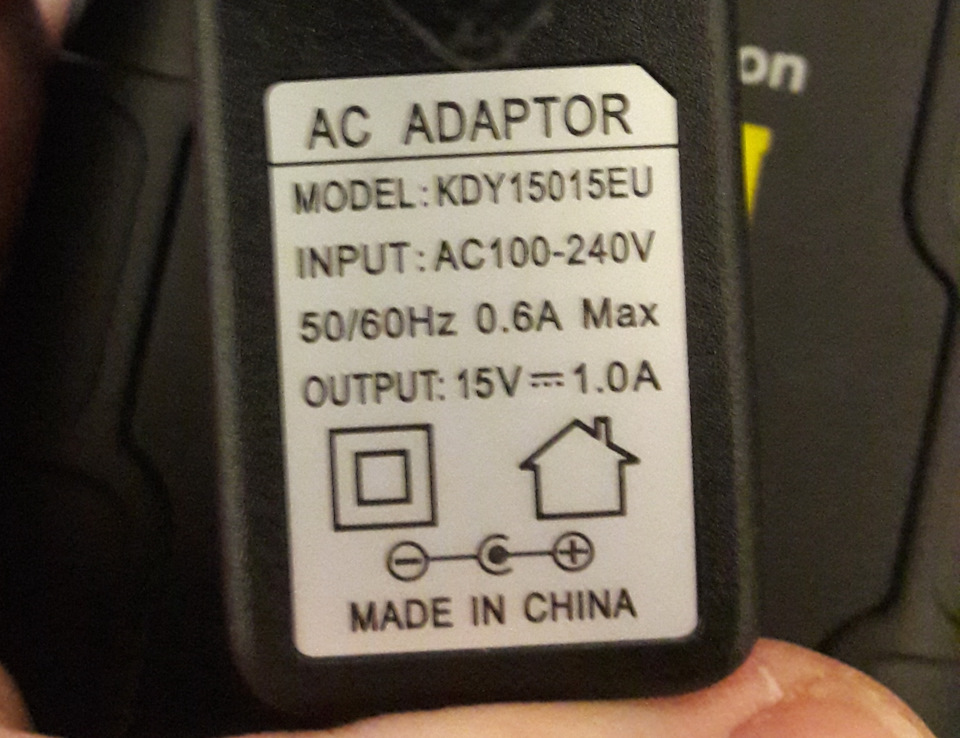 on
AC ADAPTOR
MODEL: KDY15015EU
INPUT: AC100-240V
50/60Hz 0.6A Max
OUTPUT: 15V⎓1.0A
MADE IN CHINA